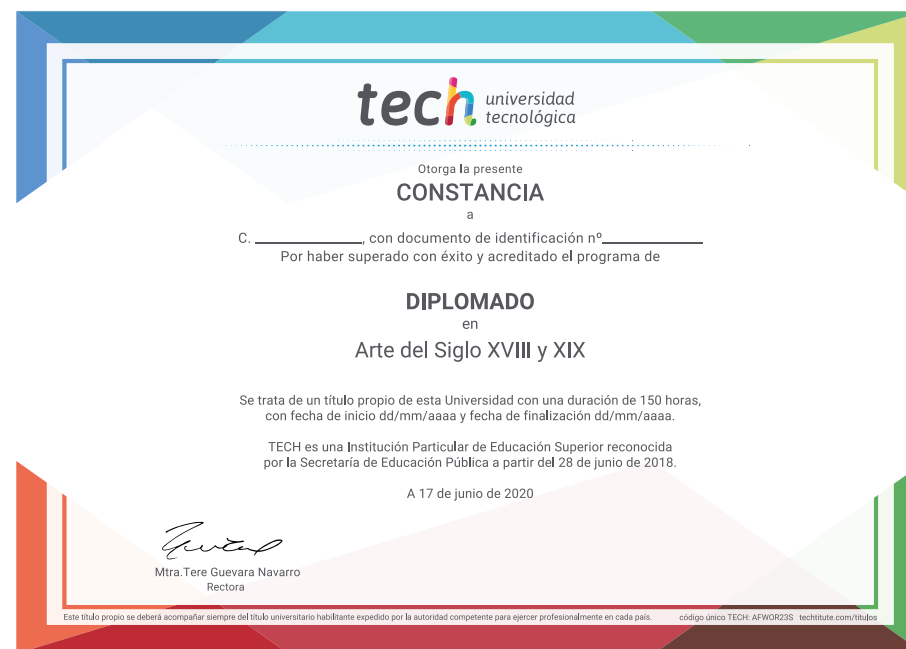 tech universidad
tecnológica
Otorga la presente
CONSTANCIA
a
C. ____________, con documento de identificación nº____________
Por haber superado con éxito y acreditado el programa de
DIPLOMADO
en
Arte del Siglo XVIII y XIX
Se trata de un título propio de esta Universidad con una duración de 150 horas,
con fecha de inicio dd/mm/aaaa y fecha de finalización dd/mm/aaaa.
TECH es una Institución Particular de Educación Superior reconocida
por la Secretaría de Educación Pública a partir del 28 de junio de 2018.
A 17 de junio de 2020
Mtra.Tere Guevara Navarro
Rectora
Este título propio se deberá acompañar siempre del título universitario habilitante expedido por la autoridad competente para ejercer profesionalmente en cada país. código único TECH: AFWOR23S techtitute.com/titulos